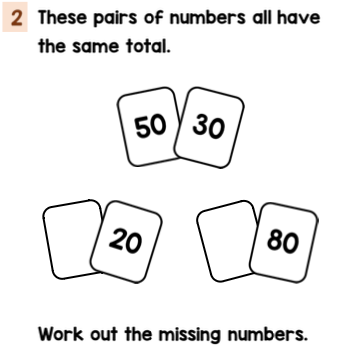 2 These pairs of numbers all have
the same total.
50 30
20 80
Work out the missing numbers.